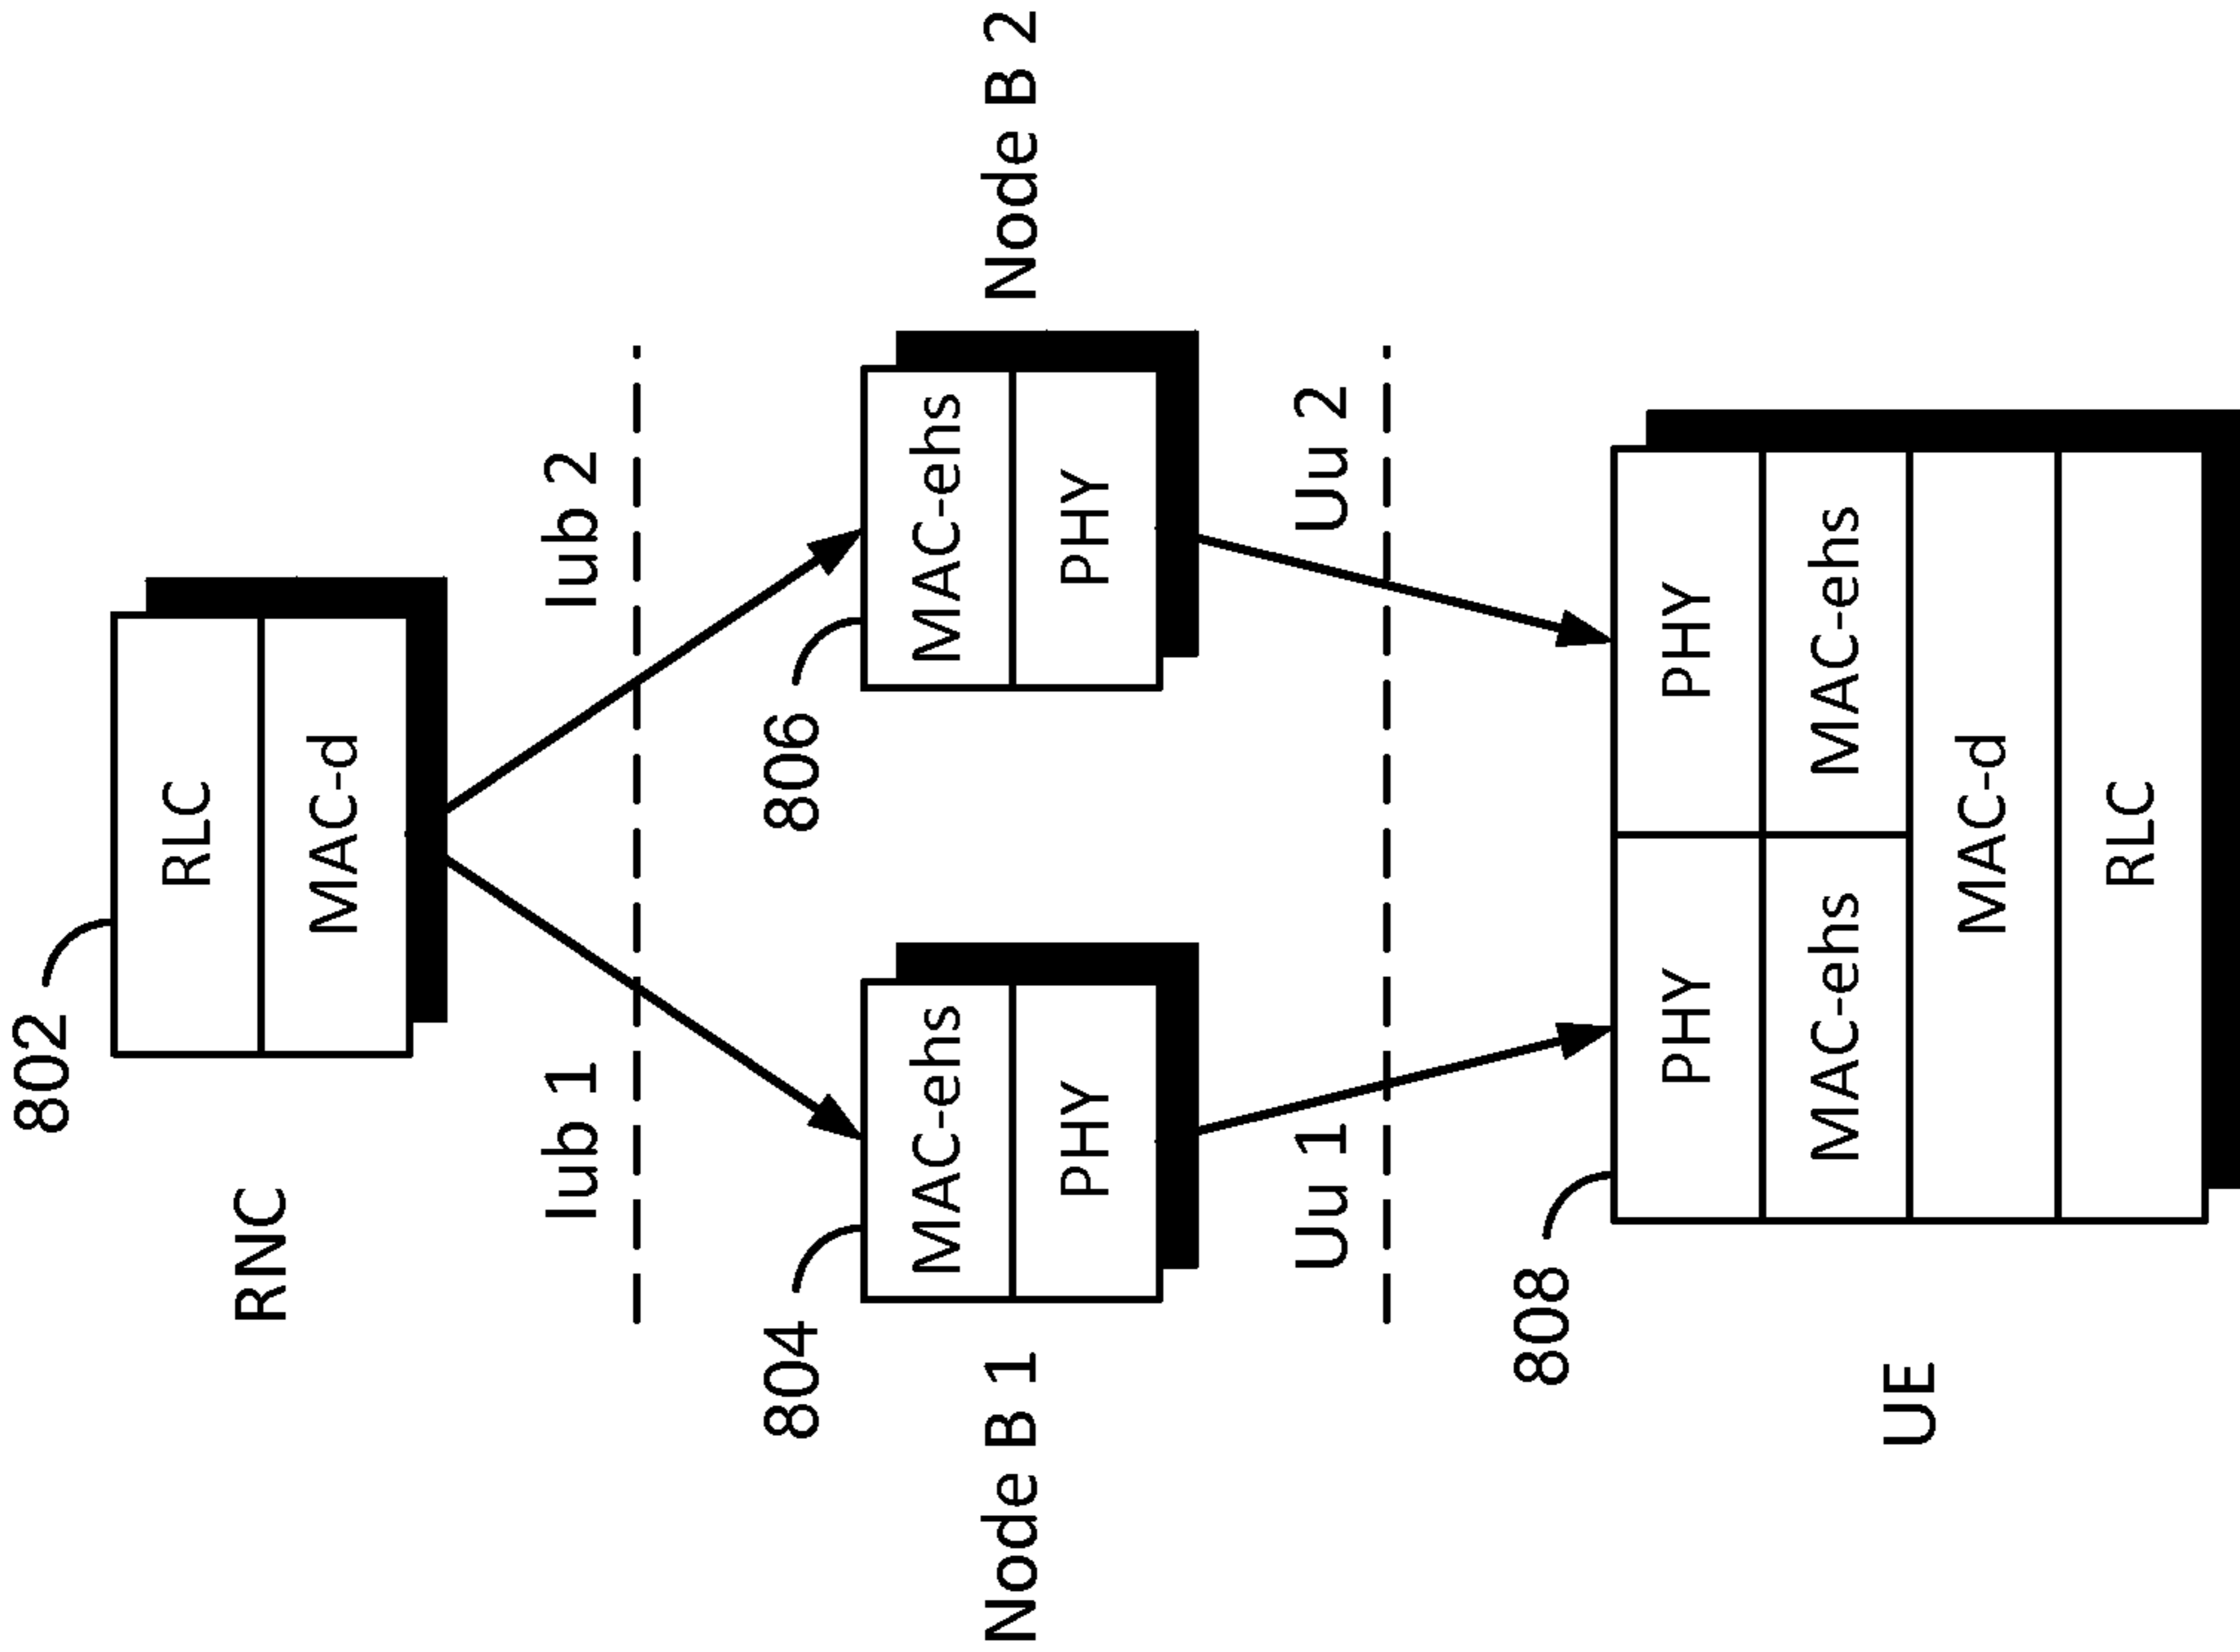 802
RNC
RLC
MAC-d
Iub 1
Iub 2
804
806
Node B 1
MAC-ehs
PHY
MAC-ehs
PHY
Node B 2
Uu 1
Uu 2
808
UE
PHY
PHY
MAC-ehs
MAC-ehs
MAC-d
RLC